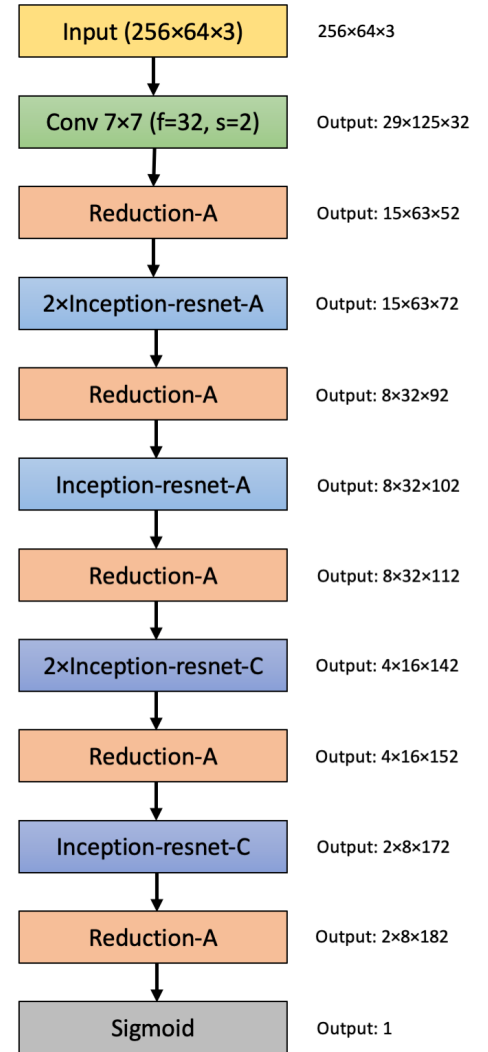 Input (256×64×3)
256×64×3
Conv 7×7 (f=32, s=2)
Output: 29×125×32
Reduction-A
Output: 15×63×52
2×Inception-resnet-A
Output: 15×63×72
Reduction-A
Output: 8×32×92
Inception-resnet-A
Output: 8×32×102
Reduction-A
Output: 8×32×112
2×Inception-resnet-C
Output: 4×16×142
Reduction-A
Output: 4×16×152
Inception-resnet-C
Output: 2×8×172
Reduction-A
Output: 2×8×182
Sigmoid
Output: 1